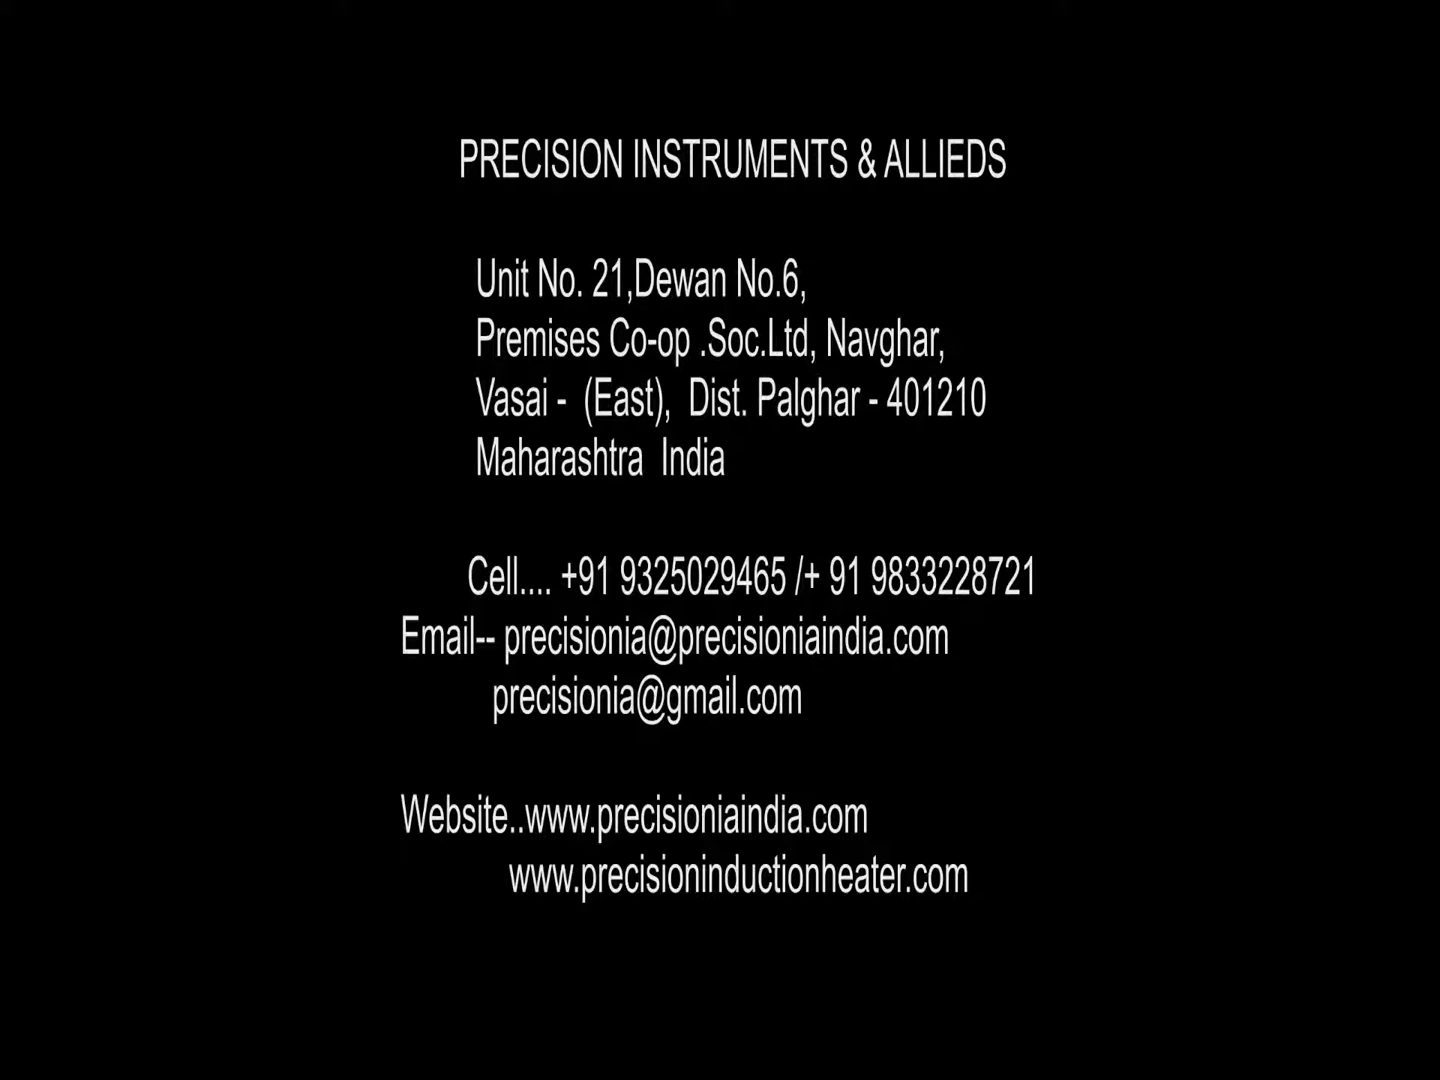 PRECISION INSTRUMENTS & ALLIEDS
Unit No. 21,Dewan No.6,
Premises Co-op .Soc.Ltd, Navghar,
Vasai -  (East),  Dist. Palghar - 401210
Maharashtra  India
Cell.... +91 9325029465 /+ 91 9833228721
Email-- precisionia@precisioniaindia.com
precisionia@gmail.com
Website..www.precisioniaindia.com
www.precisioninductionheater.com